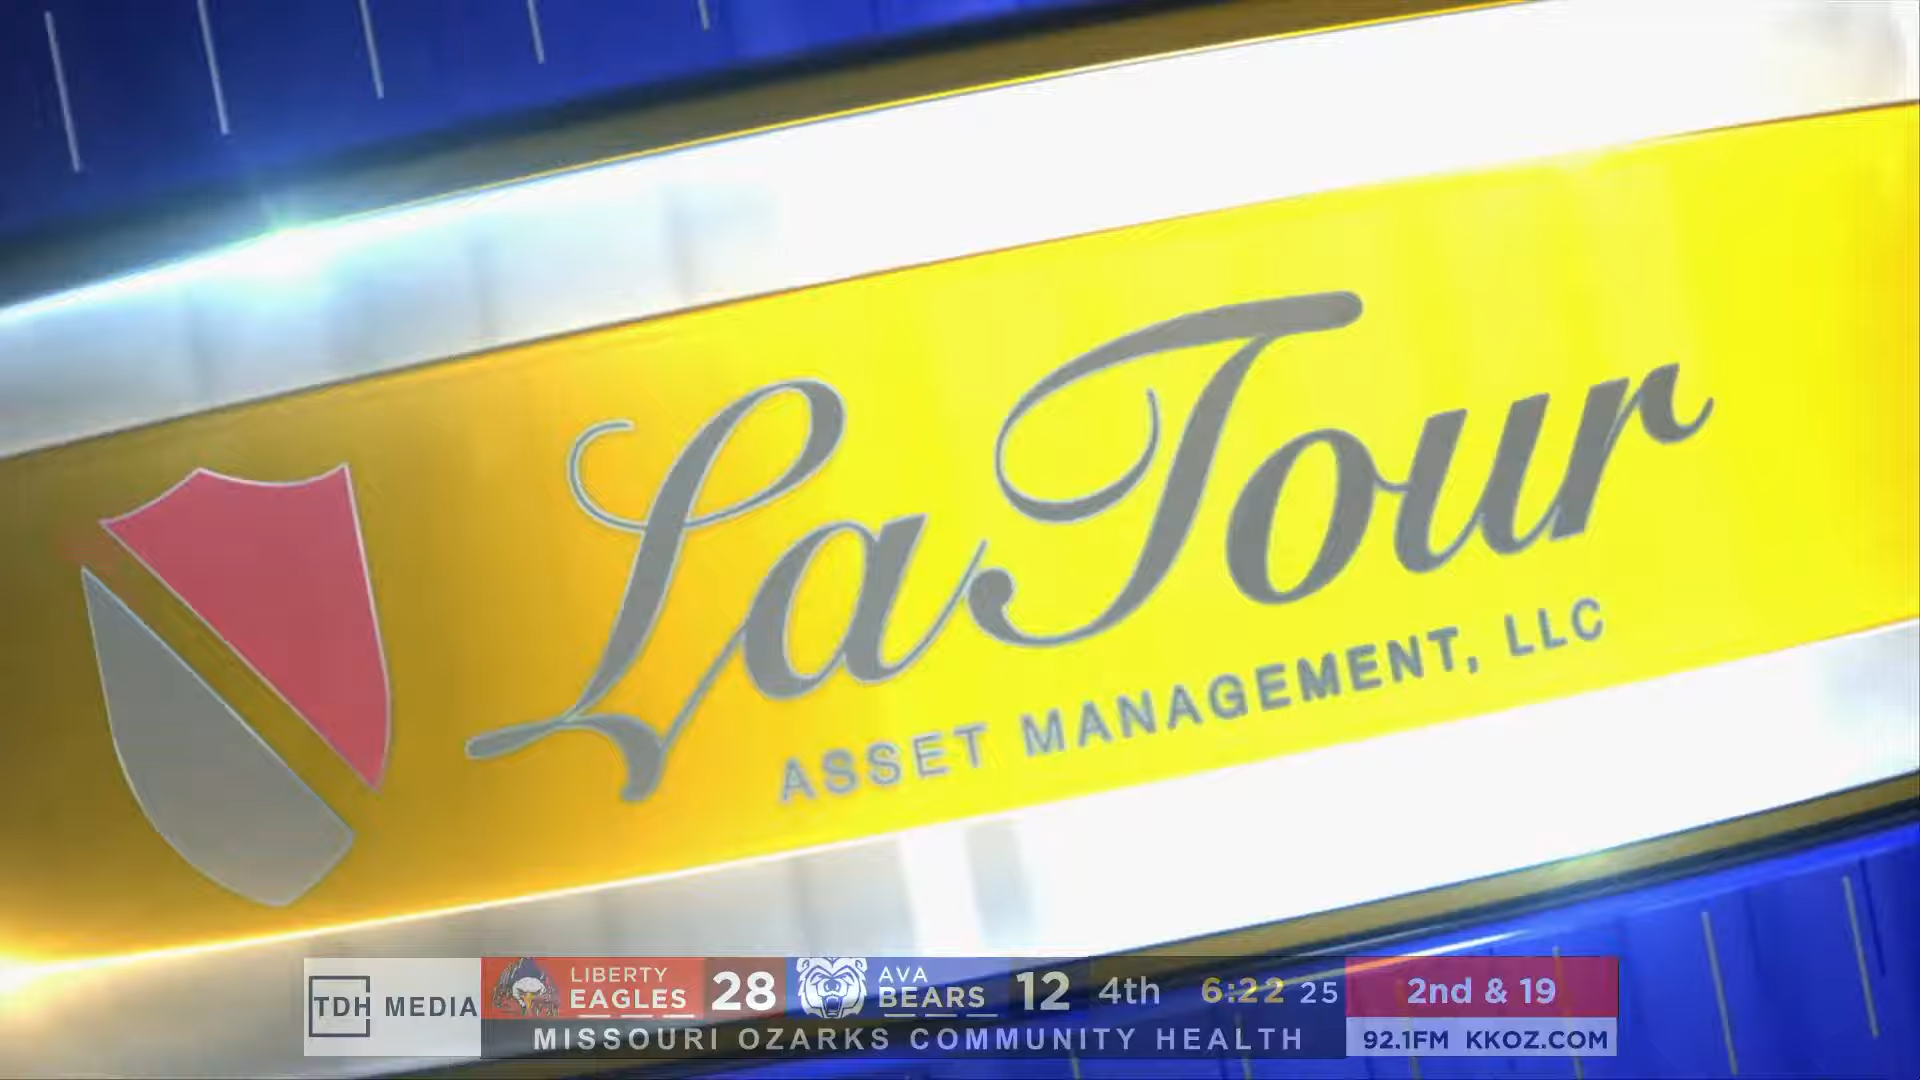 LaTour
ASSET MANAGEMENT, LLC
TDH MEDIA
LIBERTY
EAGLES
28
AVA
BEARS
12
4th
6:22
25
2nd & 19
MISSOURI OZARKS COMMUNITY HEALTH
92.1FM KKOZ.COM